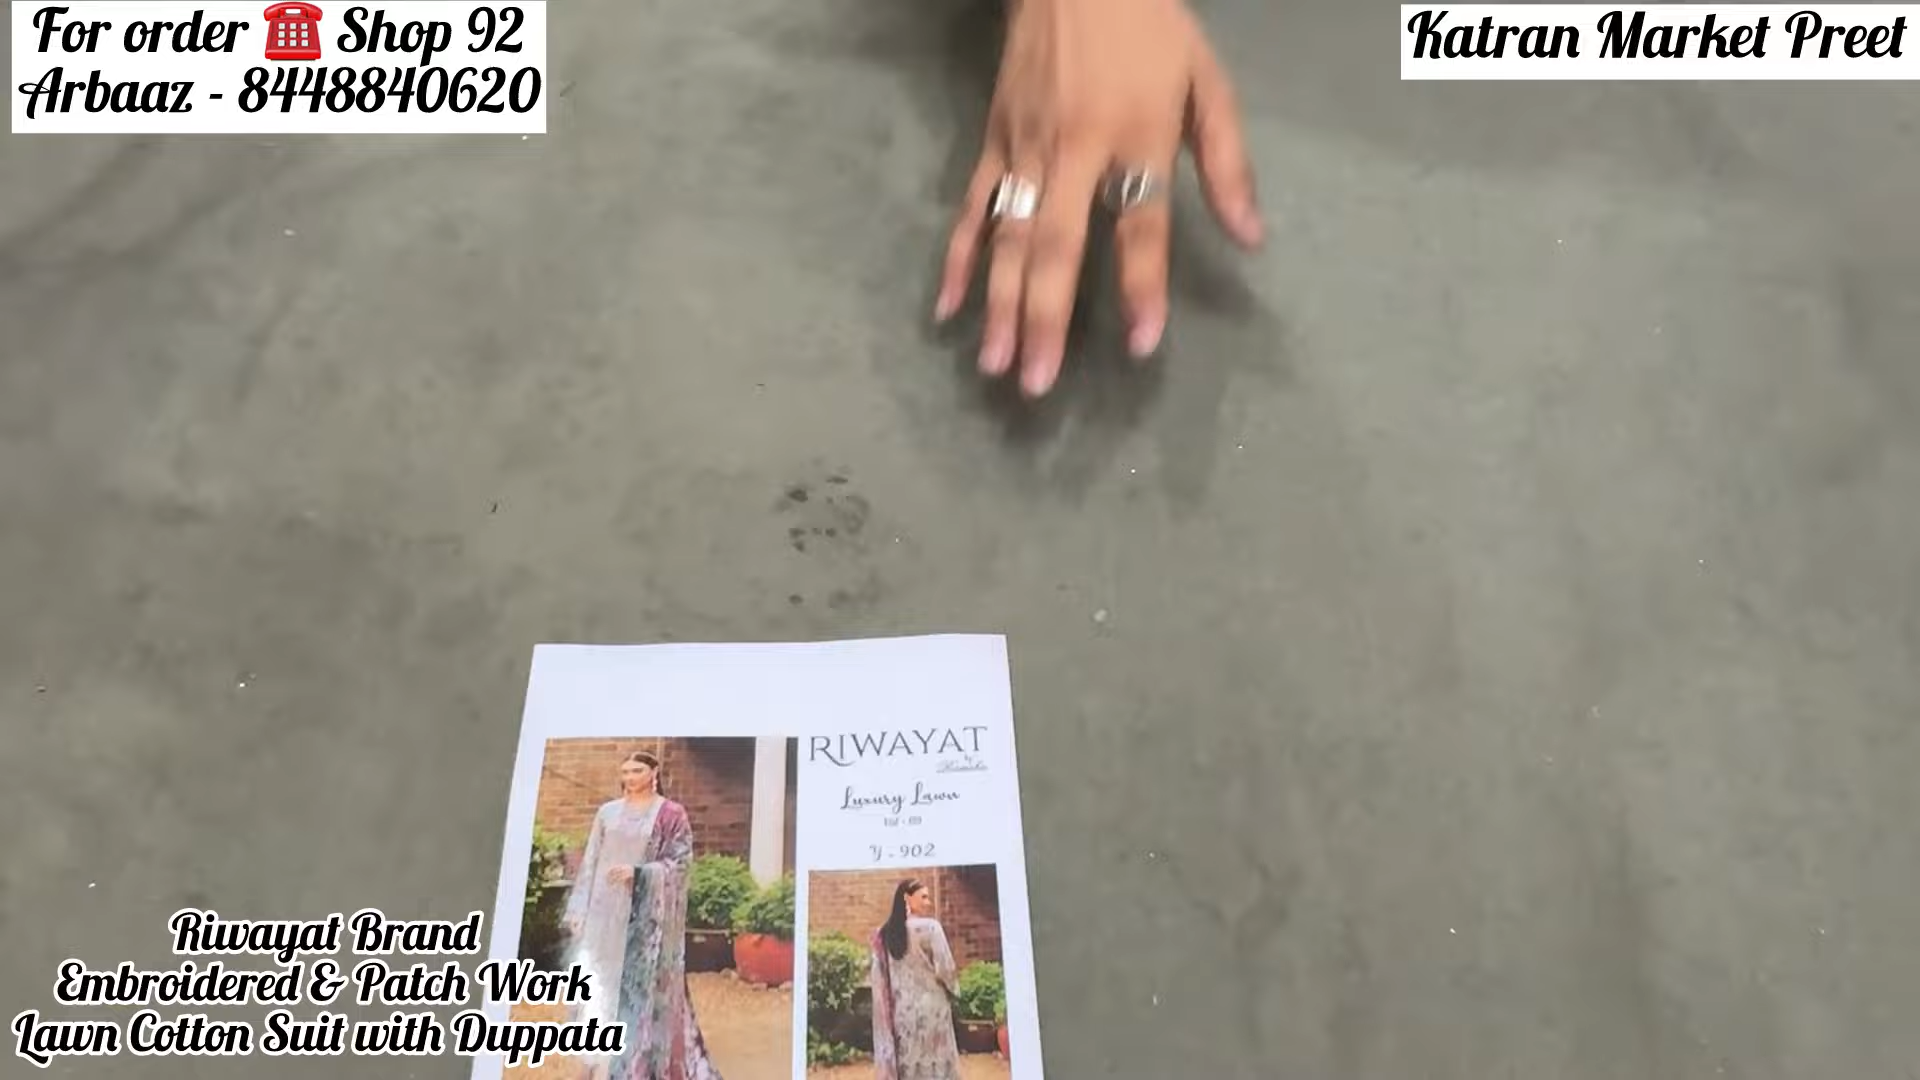 For order ☎️ Shop 92
Arbaaz - 8448840620
Katran Market Preet
RIWAYAT
by
Luxury Lawn
Y-902
Riwayat Brand
Embroidered & Patch Work
Lawn Cotton Suit with Duppata